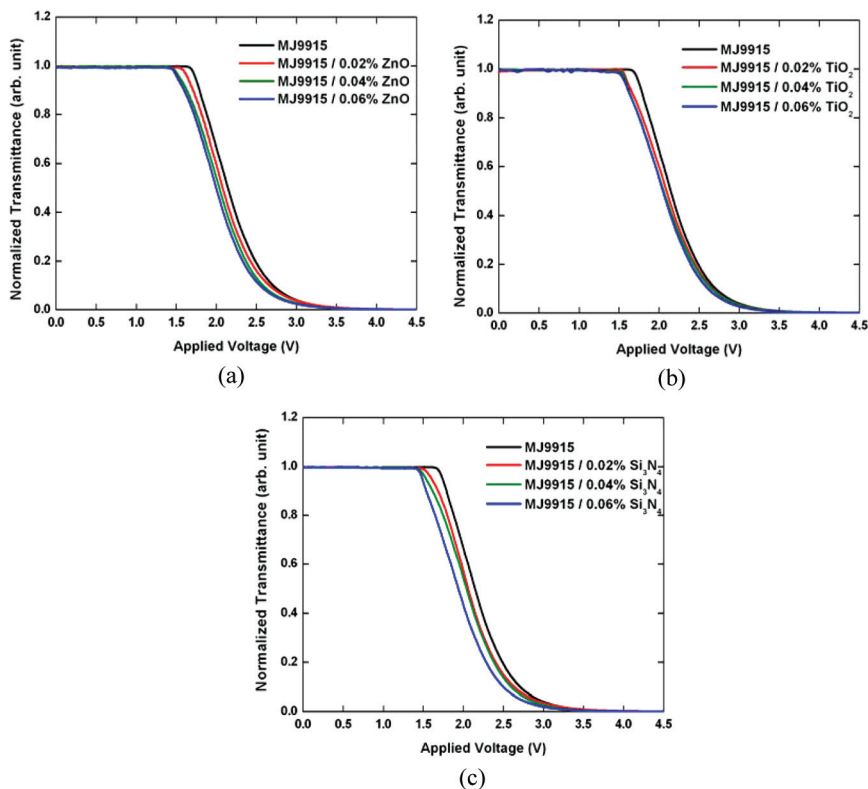 1.2
1.0
0.8
0.6
0.4
0.2
0.0
Normalized Transmittance (arb. unit)
MJ9915
MJ9915 / 0.02% ZnO
MJ9915 / 0.04% ZnO
MJ9915 / 0.06% ZnO
0.0 0.5 1.0 1.5 2.0 2.5 3.0 3.5 4.0 4.5
Applied Voltage (V)
(a)
1.2
1.0
0.8
0.6
0.4
0.2
0.0
Normalized Transmittance (arb. unit)
MJ9915
MJ9915 / 0.02% TiO₂
MJ9915 / 0.04% TiO₂
MJ9915 / 0.06% TiO₂
0.0 0.5 1.0 1.5 2.0 2.5 3.0 3.5 4.0 4.5
Applied Voltage (V)
(b)
1.2
1.0
0.8
0.6
0.4
0.2
0.0
Normalized Transmittance (arb. unit)
MJ9915
MJ9915 / 0.02% Si₃N₄
MJ9915 / 0.04% Si₃N₄
MJ9915 / 0.06% Si₃N₄
0.0 0.5 1.0 1.5 2.0 2.5 3.0 3.5 4.0 4.5
Applied Voltage (V)
(c)